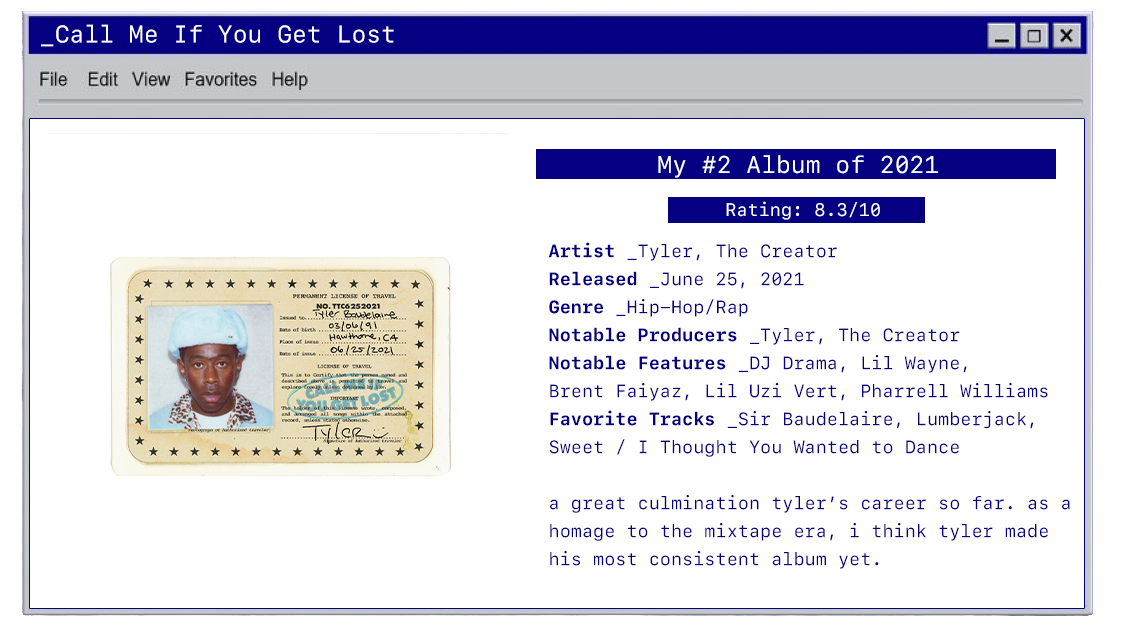 _Call Me If You Get Lost
File Edit View Favorites Help
My #2 Album of 2021
Rating: 8.3/10
Artist _Tyler, The Creator
Released _June 25, 2021
Genre _Hip-Hop/Rap
Notable Producers _Tyler, The Creator
Notable Features _DJ Drama, Lil Wayne,
Brent Faiyaz, Lil Uzi Vert, Pharrell Williams
Favorite Tracks _Sir Baudelaire, Lumberjack,
Sweet / I Thought You Wanted to Dance
a great culmination tyler’s career so far. as a
homage to the mixtape era, i think tyler made
his most consistent album yet.
PERMANENT LICENSE OF TRAVEL
NO. TTC6252021
Issued to Tyler Baudelaire
Date of birth 03/06/91
Place of issue Hawthorne, CA
Date of issue 06/25/2021
LICENSE OF TRAVEL
This is to Certify that the person named and
described above is permitted to travel and
CALL ME IF
YOU GET LOST
IMPORTANT
The holder of this license wrote, composed,
and arranged all songs within the attached
record, unless stated otherwise.
TYLER
Signature of Authorized Traveler
Photograph of Authorized Traveler